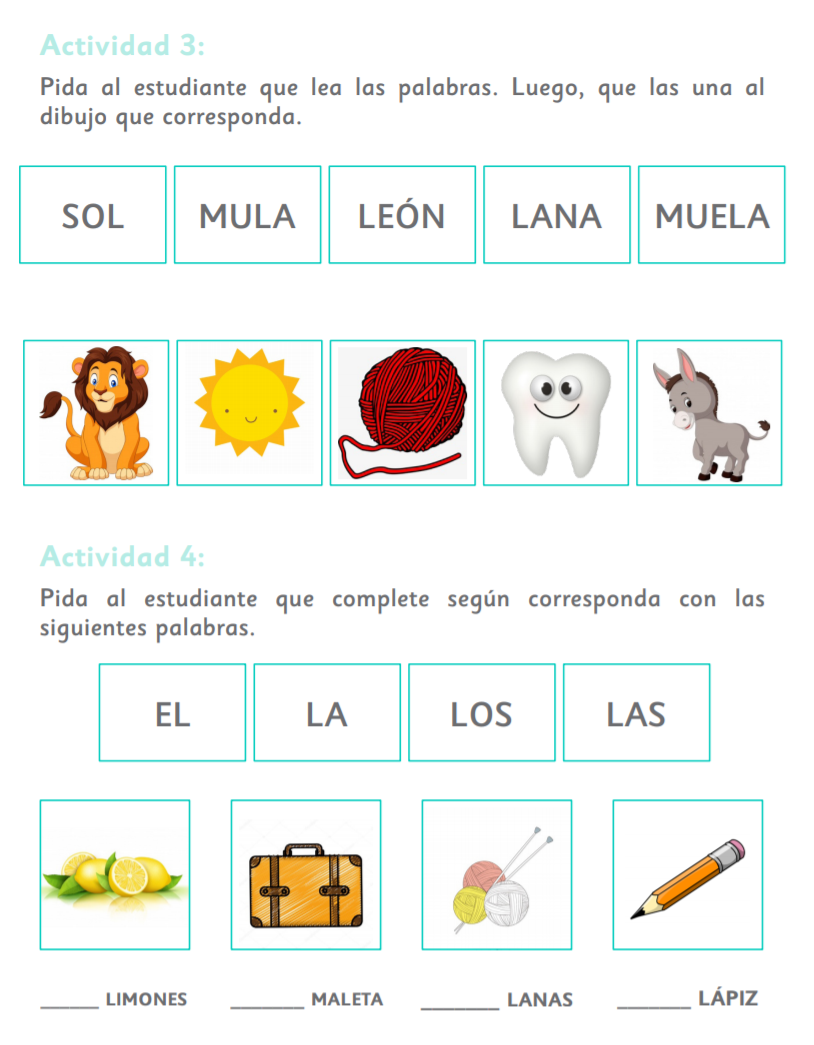 Actividad 3:
Pida al estudiante que lea las palabras. Luego, que las una al
dibujo que corresponda.
SOL MULA LEÓN LANA MUELA
Actividad 4:
Pida al estudiante que complete según corresponda con las
siguientes palabras.
EL LA LOS LAS
______ LIMONES _______ MALETA ________ LANAS _______ LÁPIZ